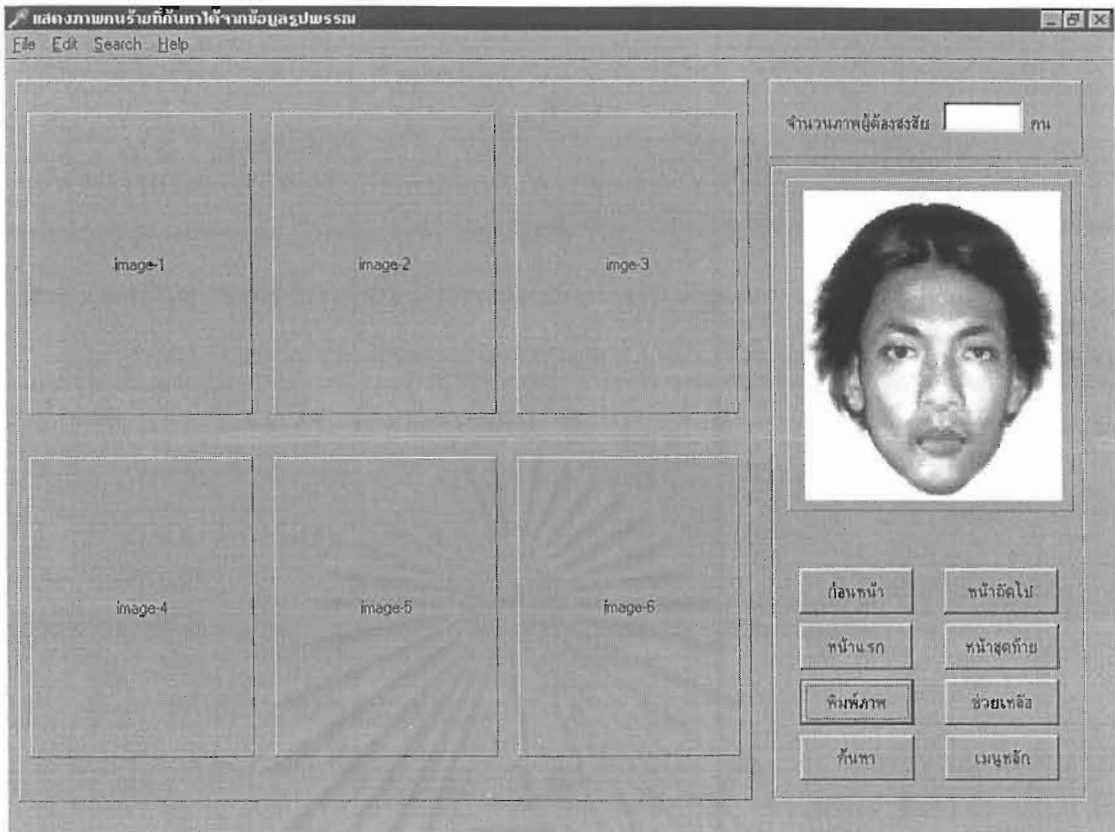 แสดงภาพคนร้ายที่ค้นหาได้จากข้อมูลรูปพรรณ
File Edit Search Help
จำนวนภาพผู้ต้องสงสัย คน
image-1 image-2 imge-3
image-4 image-5 image-6
ก่อนหน้า หน้าถัดไป
หน้าแรก หน้าสุดท้าย
พิมพ์ภาพ ช่วยเหลือ
ค้นหา เมนูหลัก